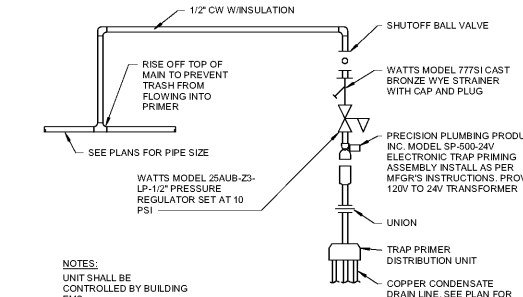 1/2" CW W/INSULATION
SHUTOFF BALL VALVE
RISE OFF TOP OF
MAIN TO PREVENT
TRASH FROM
FLOWING INTO
PRIMER
WATTS MODEL 777SI CAST
BRONZE WYE STRAINER
WITH CAP AND PLUG
SEE PLANS FOR PIPE SIZE
PRECISION PLUMBING PRODU
INC. MODEL SP-500-24V
ELECTRONIC TRAP PRIMING
ASSEMBLY INSTALL AS PER
MFGR'S INSTRUCTIONS. PROV
120V TO 24V TRANSFORMER
WATTS MODEL 25AUB-Z3-
LP-1/2" PRESSURE
REGULATOR SET AT 10
PSI
UNION
TRAP PRIMER
DISTRIBUTION UNIT
NOTES:
UNIT SHALL BE
CONTROLLED BY BUILDING
EMS
COPPER CONDENSATE
DRAIN LINE. SEE PLAN FOR